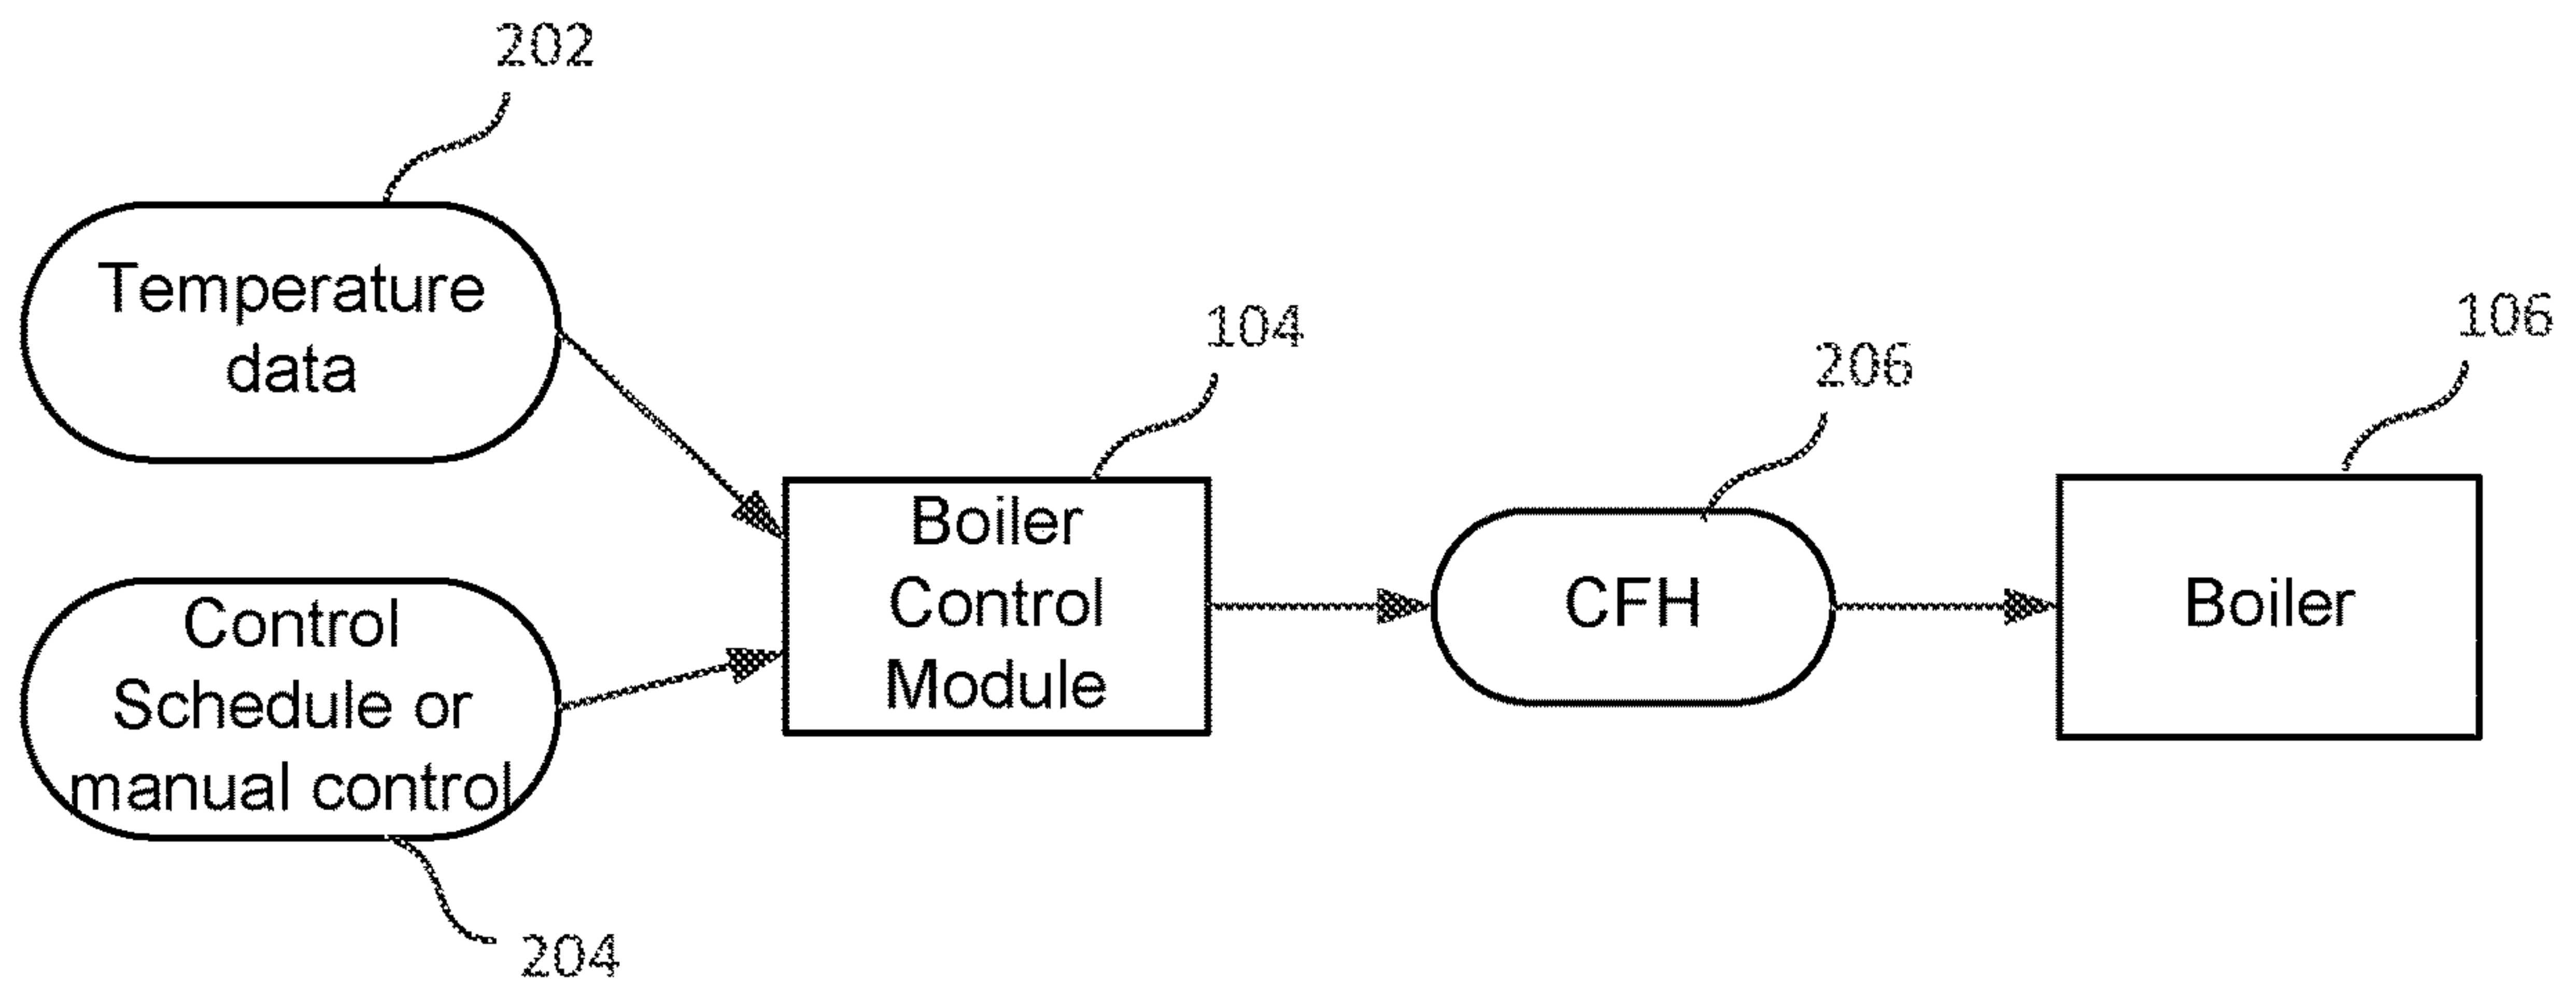 202
Temperature
data
104
Boiler
Control
Module
206
CFH
106
Boiler
Control
Schedule or
manual control
204